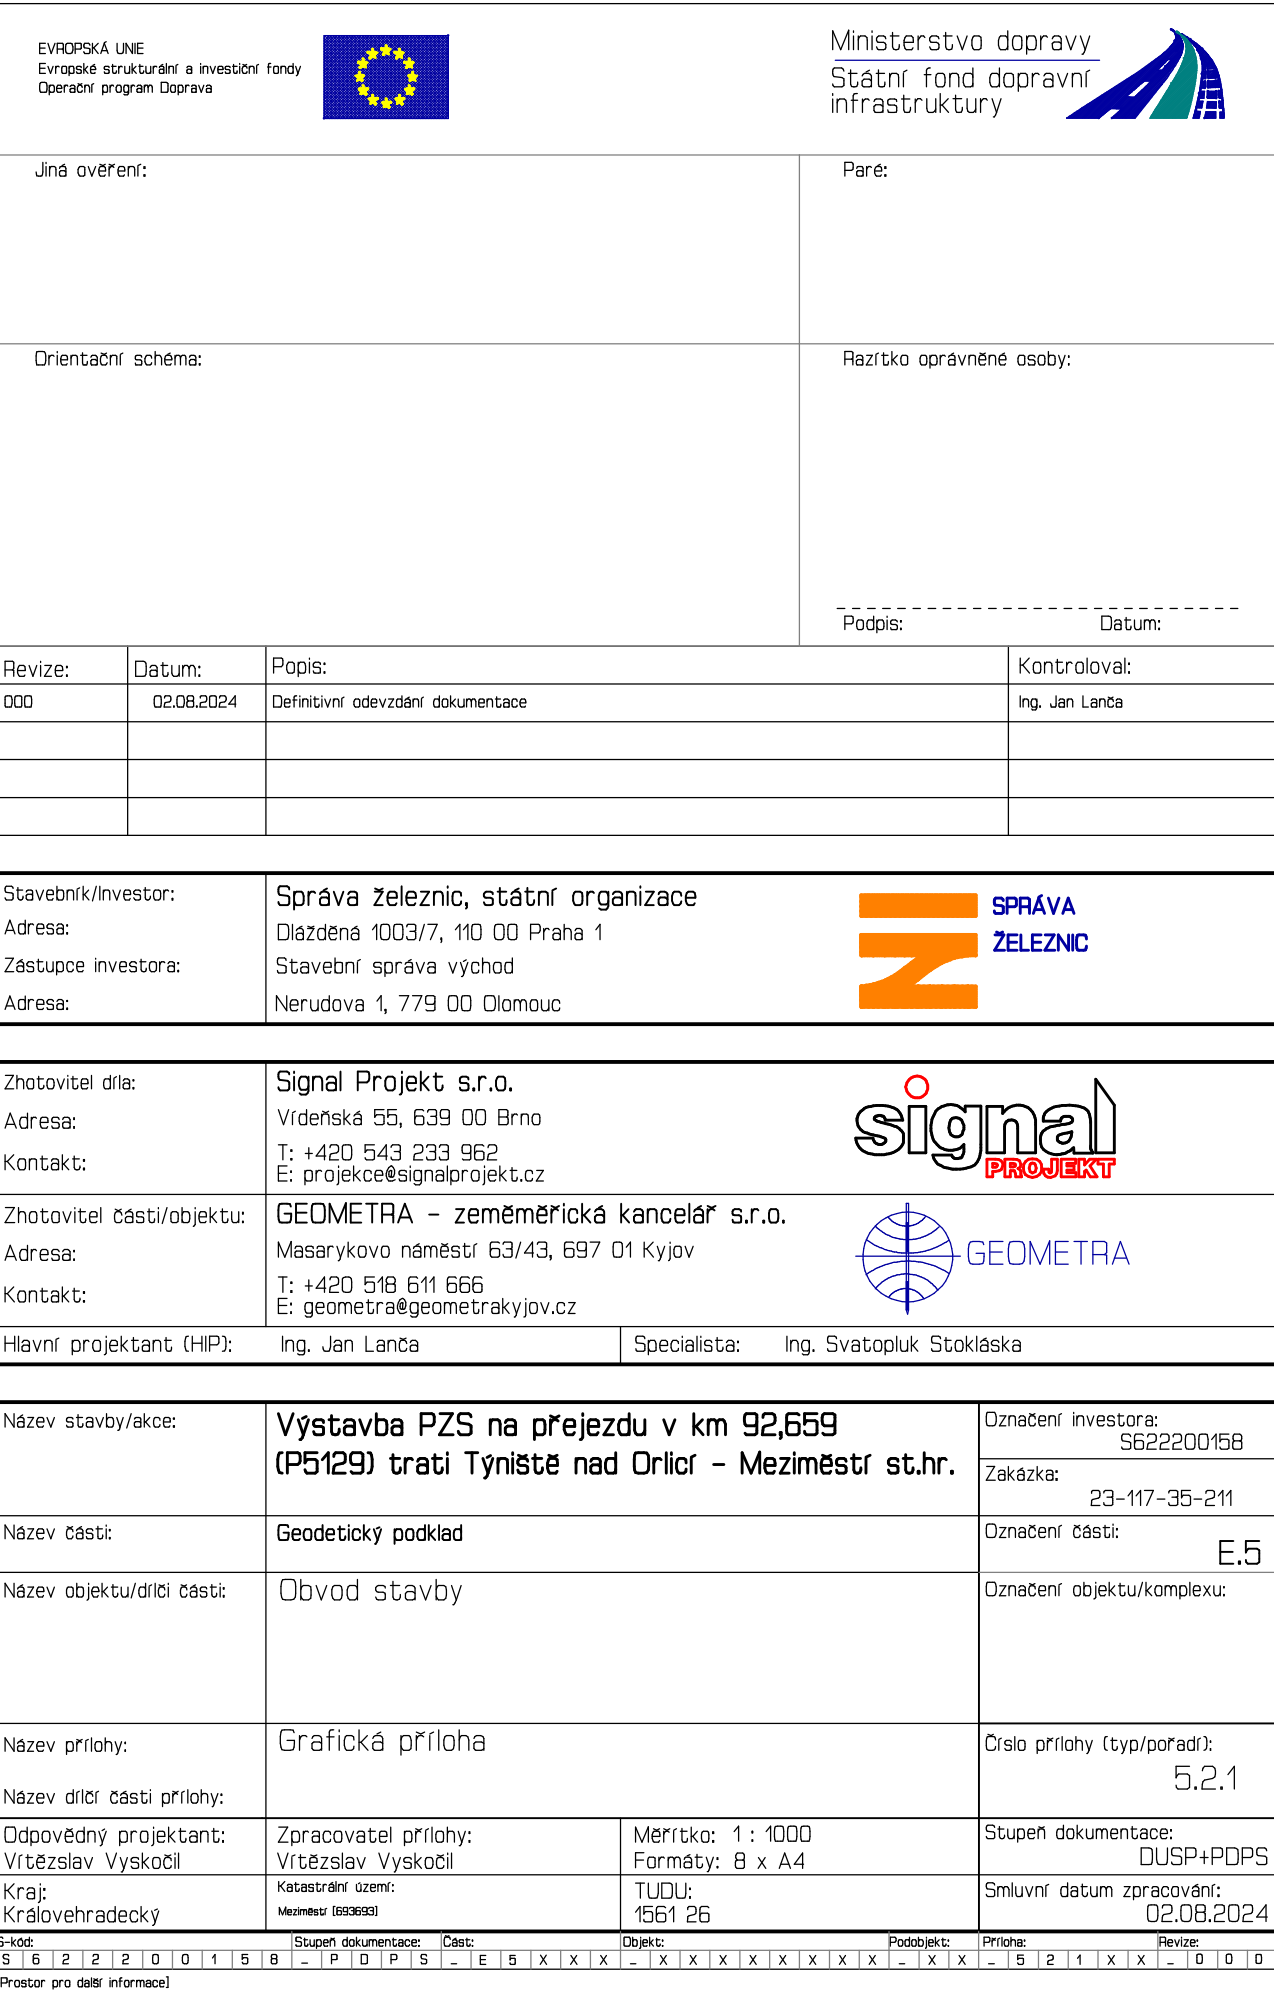 EVROPSKÁ UNIE
Evropské strukturální a investiční fondy
Operační program Doprava
Ministerstvo dopravy
Státní fond dopravní
infrastruktury
Jiná ověření:
Paré:
Orientační schéma:
Razítko oprávněné osoby:
Podpis: Datum:
Revize: Datum: Popis: Kontroloval:
000 02.08.2024 Definitivní odevzdání dokumentace Ing. Jan Lanča
Stavebník/Investor: Správa železnic, státní organizace
Adresa: Dlážděná 1003/7, 110 00 Praha 1
Zástupce investora: Stavební správa východ
Adresa: Nerudova 1, 779 00 Olomouc
SPRÁVA
ŽELEZNIC
Zhotovitel díla: Signal Projekt s.r.o.
Adresa: Vídeňská 55, 639 00 Brno
Kontakt: T: +420 543 233 962
E: projekce@signalprojekt.cz
signal
PROJEKT
Zhotovitel části/objektu: GEOMETRA - zeměměřická kancelář s.r.o.
Adresa: Masarykovo náměstí 63/43, 697 01 Kyjov
Kontakt: T: +420 518 611 666
E: geometra@geometrakyjov.cz
GEOMETRA
Hlavní projektant (HIP): Ing. Jan Lanča Specialista: Ing. Svatopluk Stokláska
Název stavby/akce: Výstavba PZS na přejezdu v km 92,659
(P5129) trati Týniště nad Orlicí - Meziměstí st.hr.
Označení investora:
S622200158
Zakázka:
23-117-35-211
Název části: Geodetický podklad
Označení části:
E.5
Název objektu/dílči části: Obvod stavby
Označení objektu/komplexu:
Název přílohy: Grafická příloha
Číslo přílohy (typ/pořadí):
5.2.1
Název dílčí části přílohy:
Odpovědný projektant: Zpracovatel přílohy: Měřítko: 1 : 1000 Stupeň dokumentace:
Vítězslav Vyskočil Vítězslav Vyskočil Formáty: 8 x A4 DUSP+PDPS
Kraj: Katastrální území: TUDU: Smluvní datum zpracování:
Královehradecký Meziměstí [693693] 1561 26 02.08.2024
S-kód: Stupeň dokumentace: Část: Objekt: Podobjekt: Příloha: Revize:
S 6 2 2 2 0 0 1 5 8 _ P D P S _ E 5 X X X _ X X X X X X X X _ X X _ 5 2 1 X X _ 0 0 0
Prostor pro další informace]